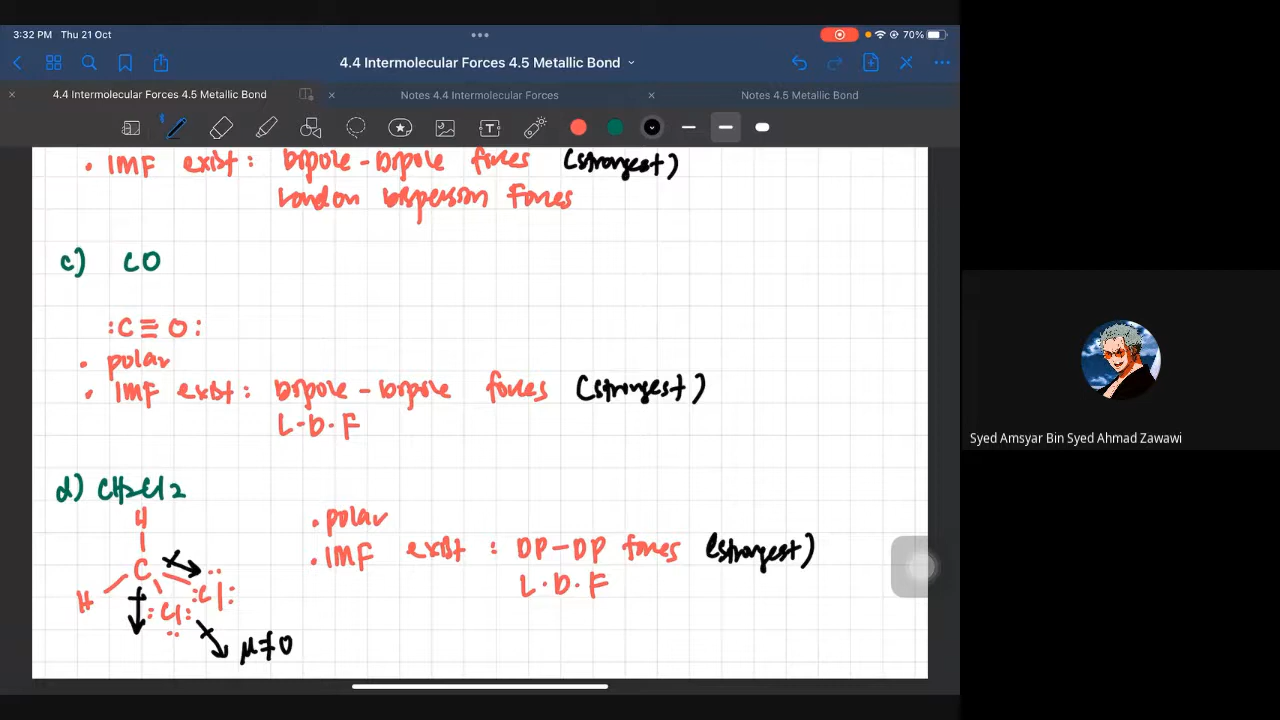 3:32 PM Thu 21 Oct
70%
4.4 Intermolecular Forces 4.5 Metallic Bond
4.4 Intermolecular Forces 4.5 Metallic Bond
Notes 4.4 Intermolecular Forces
Notes 4.5 Metallic Bond
• IMF exist : Dipole - Dipole forces (strongest)
London Dispersion Forces
c) CO
:C≡O:
• polar
• IMF exist : Dipole - Dipole forces (strongest)
L·D·F
Syed Amsyar Bin Syed Ahmad Zawawi
d) CH2Cl2
H
• polar
• IMF exist : DP-DP forces (strongest)
C
L·D·F
H
:Cl:
:Cl:
μ≠0